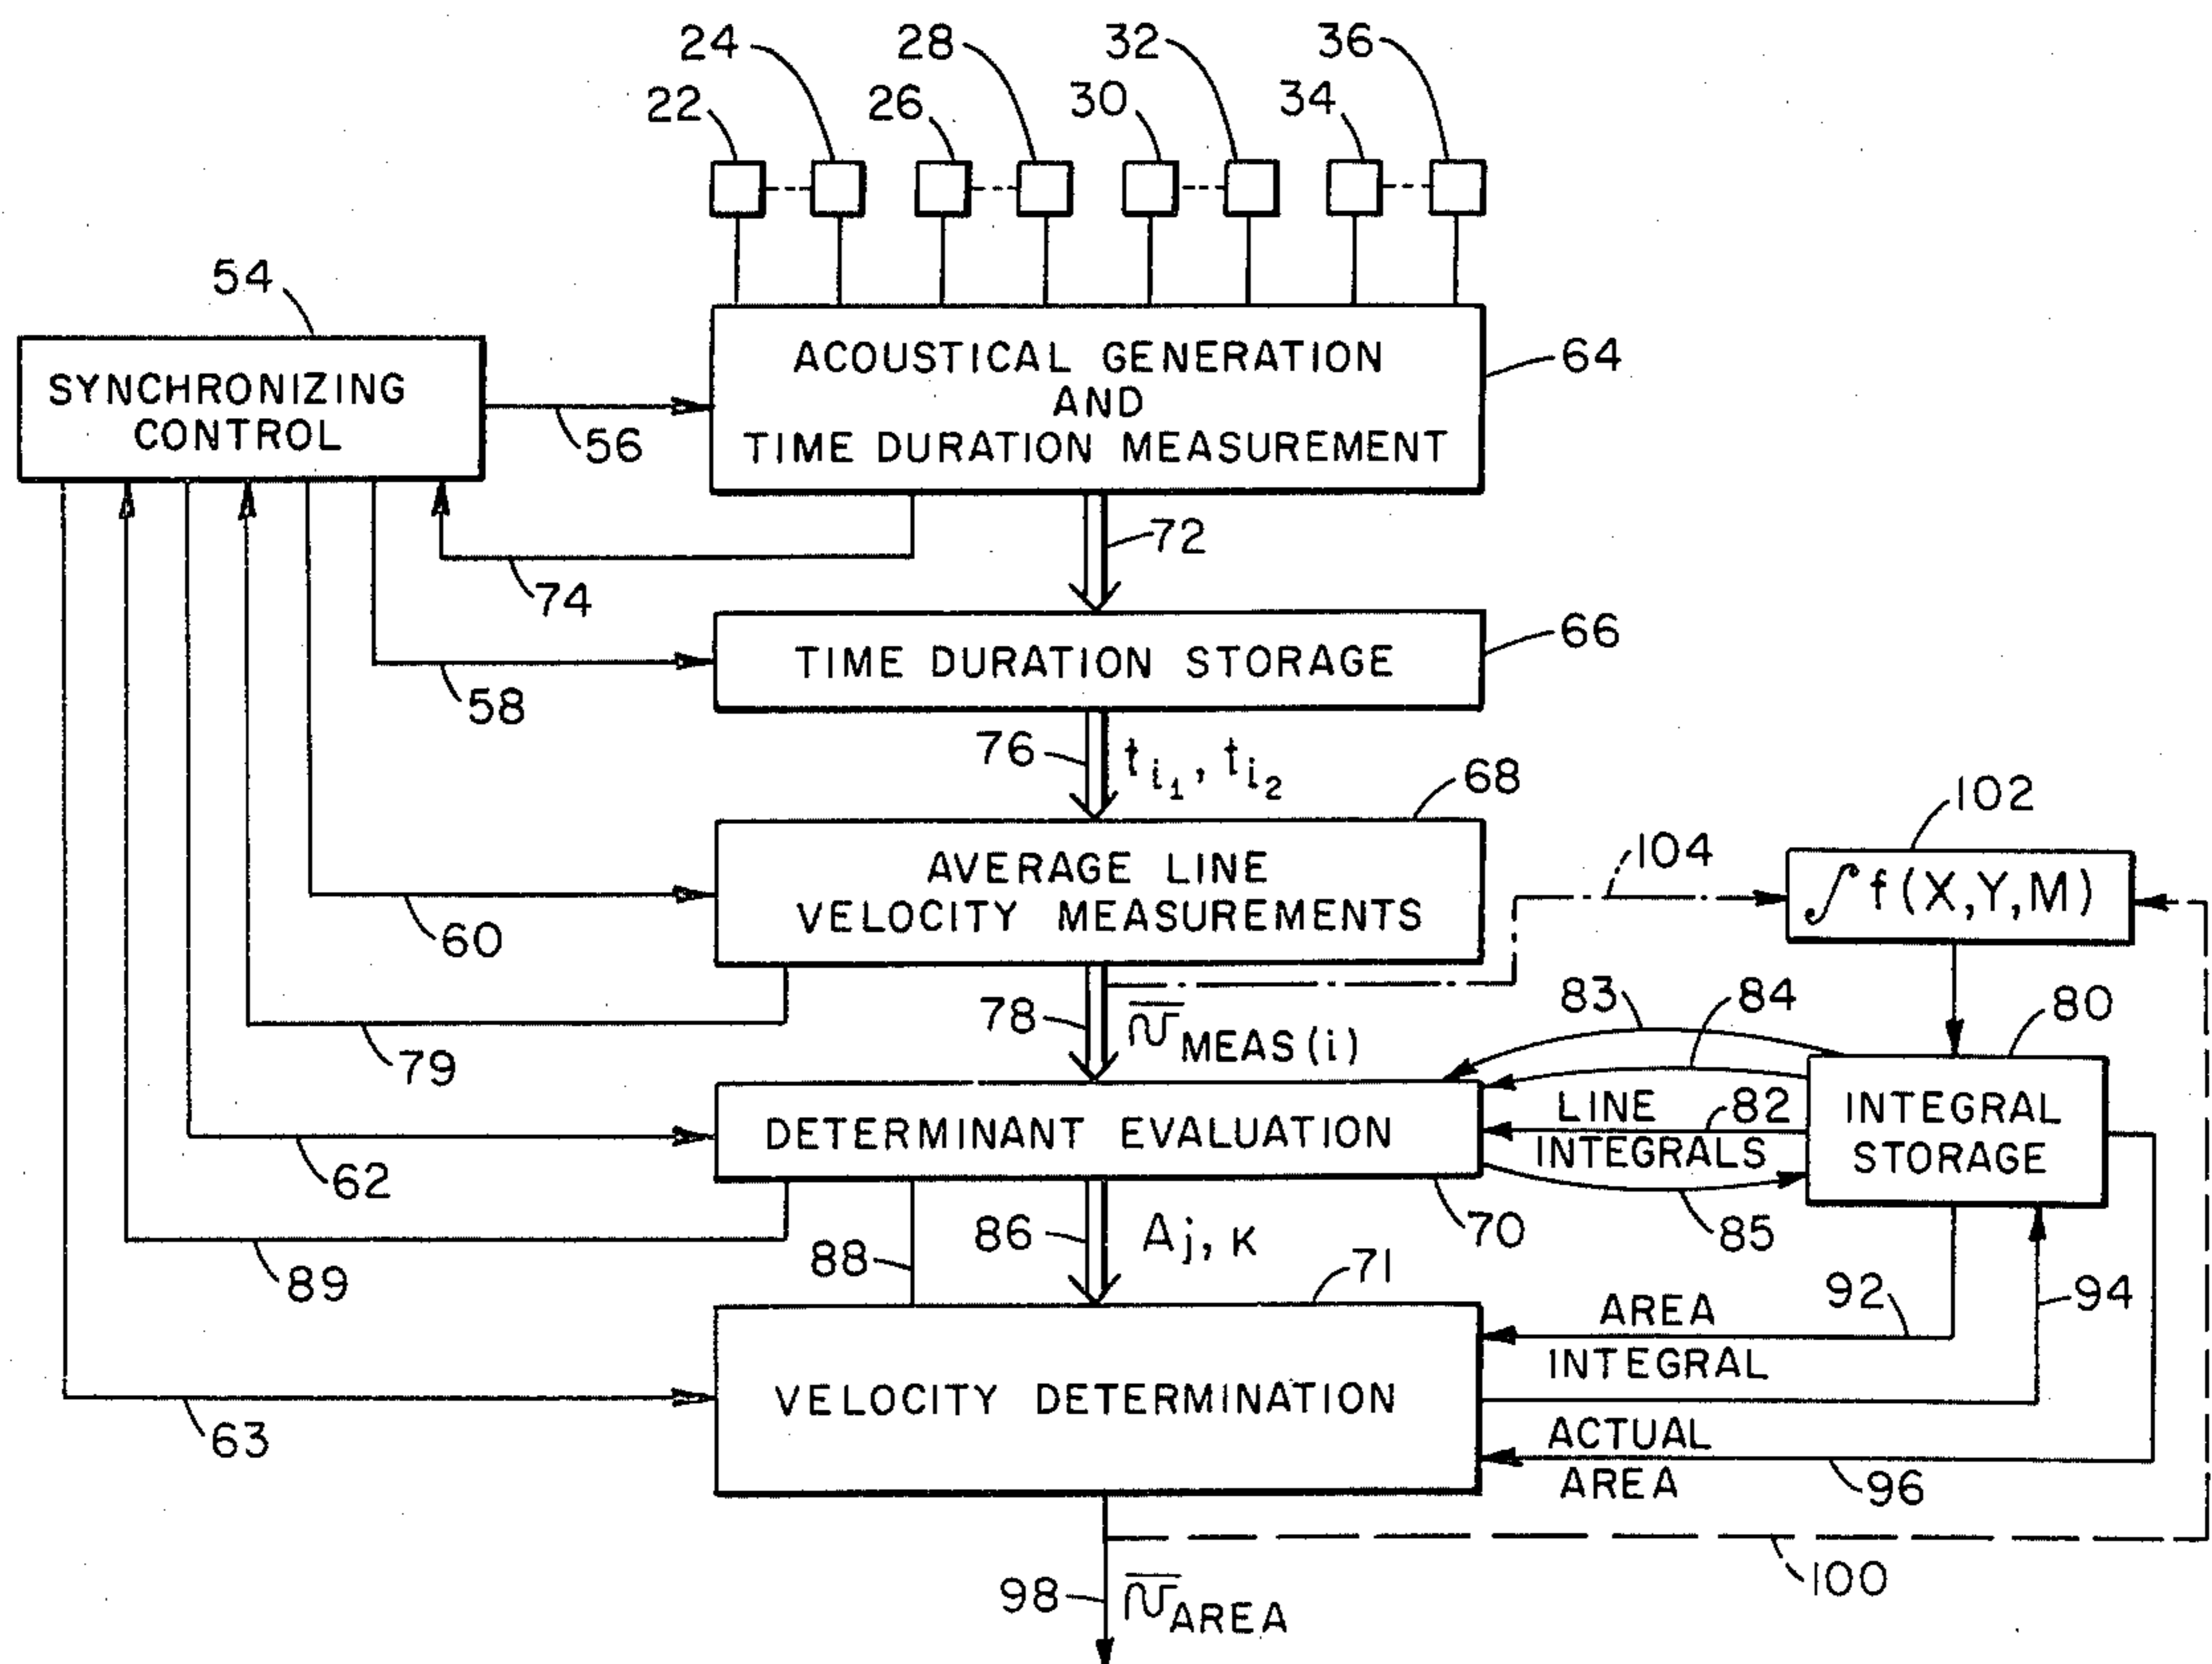 24
28
32
36
22
26
30
34
54
SYNCHRONIZING
CONTROL
56
ACOUSTICAL GENERATION
AND
TIME DURATION MEASUREMENT
64
72
74
TIME DURATION STORAGE
66
58
76
t i₁, t i₂
68
AVERAGE LINE
VELOCITY MEASUREMENTS
60
104
102
∫ f (X,Y,M)
78
v̅ MEAS (i)
79
83
84
80
DETERMINANT EVALUATION
LINE
82
INTEGRALS
INTEGRAL
STORAGE
62
85
70
88
86
Aj, K
89
71
92
94
AREA
INTEGRAL
VELOCITY DETERMINATION
63
ACTUAL
AREA
96
100
98
v̅ AREA